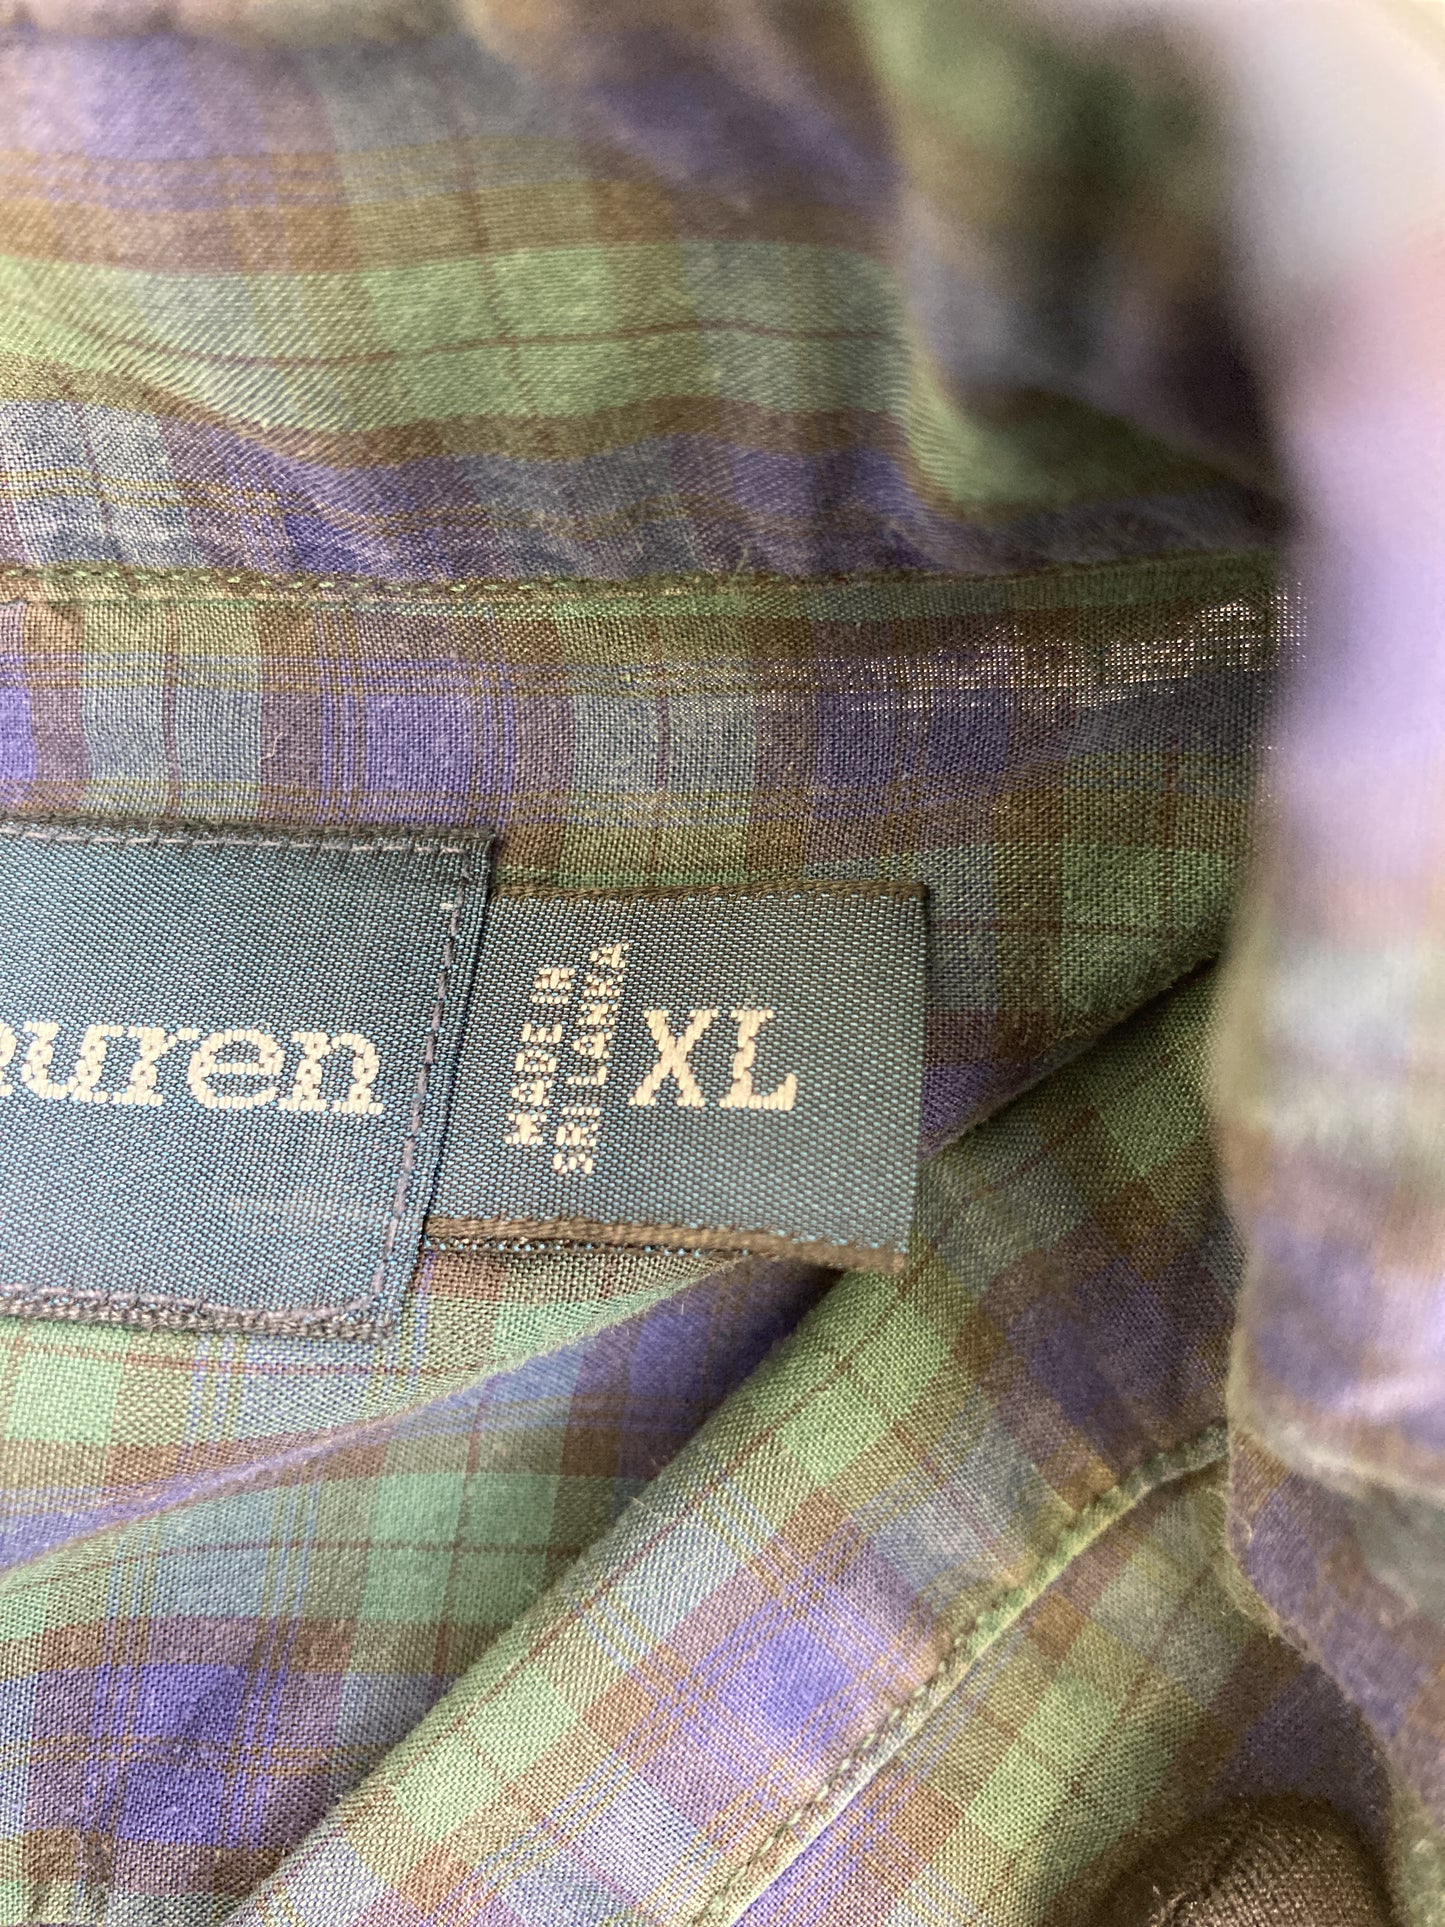 uren
MADE IN
SRI LANKA
XL